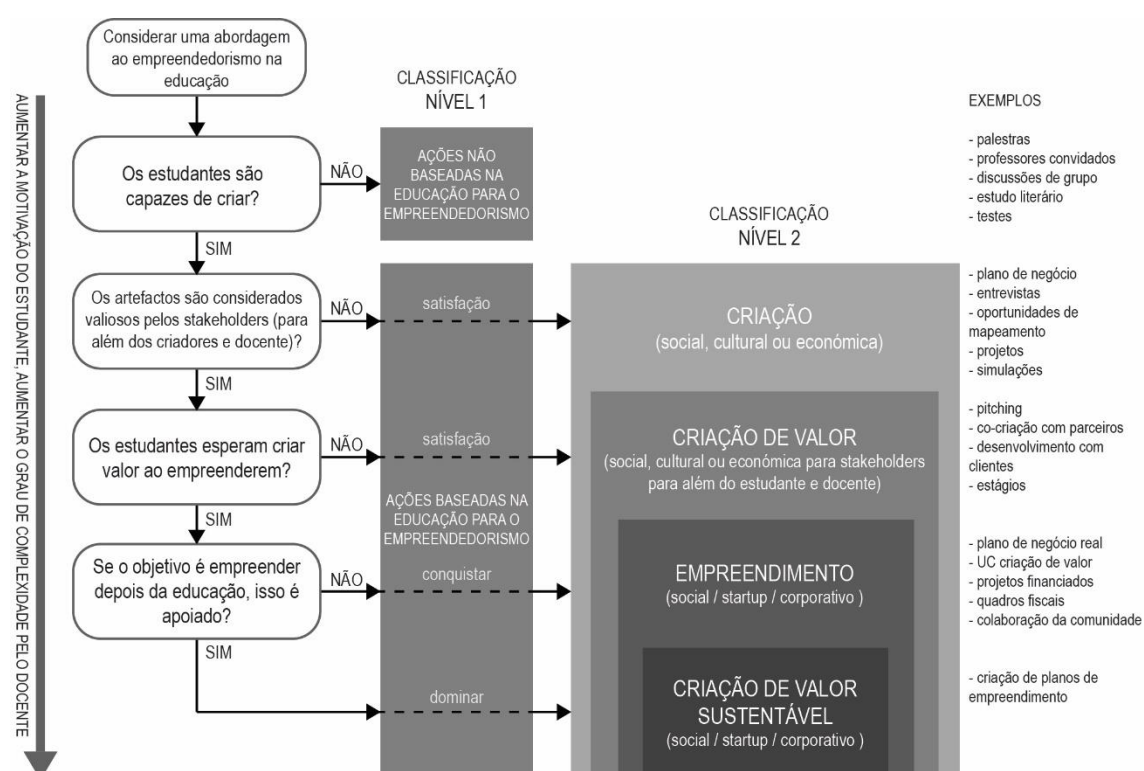 Considerar uma abordagem
ao empreendedorismo na
educação
AUMENTAR A MOTIVAÇÃO DO ESTUDANTE, AUMENTAR O GRAU DE COMPLEXIDADE PELO DOCENTE
Os estudantes são
capazes de criar?
NÃO
SIM
Os artefactos são considerados
valiosos pelos stakeholders (para
além dos criadores e docente)?
NÃO
SIM
Os estudantes esperam criar
valor ao empreenderem?
NÃO
SIM
Se o objetivo é empreender
depois da educação, isso é
apoiado?
NÃO
SIM
CLASSIFICAÇÃO
NÍVEL 1
AÇÕES NÃO
BASEADAS NA
EDUCAÇÃO PARA O
EMPREENDEDORISMO
satisfação
satisfação
AÇÕES BASEADAS NA
EDUCAÇÃO PARA O
EMPREENDEDORISMO
conquistar
dominar
CLASSIFICAÇÃO
NÍVEL 2
CRIAÇÃO
(social, cultural ou económica)
CRIAÇÃO DE VALOR
(social, cultural ou económica para stakeholders
para além do estudante e docente)
EMPREENDIMENTO
(social / startup / corporativo )
CRIAÇÃO DE VALOR
SUSTENTÁVEL
(social / startup / corporativo )
EXEMPLOS
- palestras
- professores convidados
- discussões de grupo
- estudo literário
- testes
- plano de negócio
- entrevistas
- oportunidades de
mapeamento
- projetos
- simulações
- pitching
- co-criação com parceiros
- desenvolvimento com
clientes
- estágios
- plano de negócio real
- UC criação de valor
- projetos financiados
- quadros fiscais
- colaboração da comunidade
- criação de planos de
empreendimento